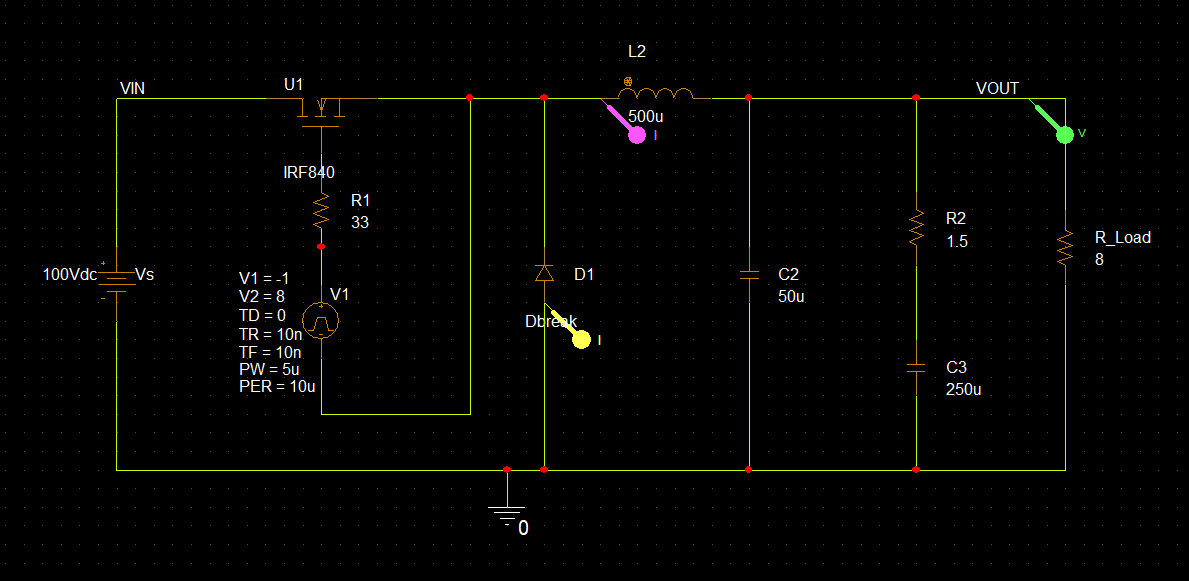 L2
VIN
U1
VOUT
500u
I
V
IRF840
R1
33
R2
1.5
R_Load
8
100Vdc
+
-
Vs
D1
C2
50u
V1 = -1
V2 = 8
TD = 0
TR = 10n
TF = 10n
PW = 5u
PER = 10u
V1
+
-
Dbreak
I
C3
250u
0